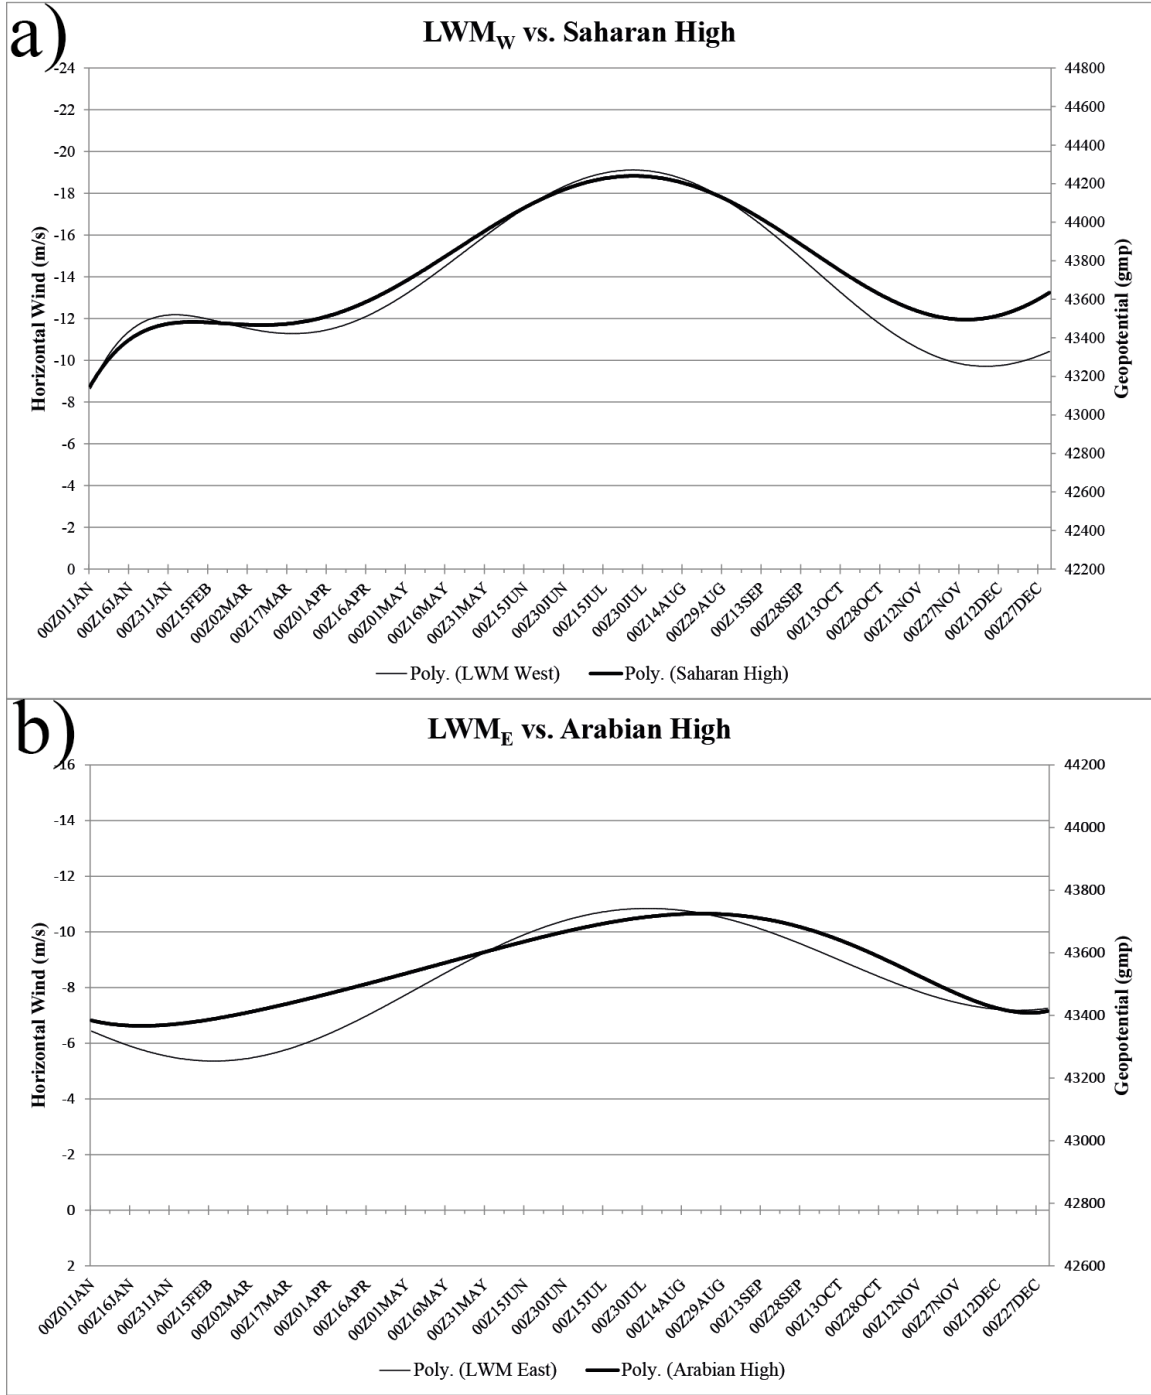 a)
LWMW vs. Saharan High
-24
-22
-20
-18
-16
-14
-12
-10
-8
-6
-4
-2
0
Horizontal Wind (m/s)
44800
44600
44400
44200
44000
43800
43600
43400
43200
43000
42800
42600
42400
42200
Geopotential (gmp)
00Z01JAN
00Z16JAN
00Z31JAN
00Z15FEB
00Z02MAR
00Z17MAR
00Z01APR
00Z16APR
00Z01MAY
00Z16MAY
00Z31MAY
00Z15JUN
00Z30JUN
00Z15JUL
00Z30JUL
00Z14AUG
00Z29AUG
00Z13SEP
00Z28SEP
00Z13OCT
00Z28OCT
00Z12NOV
00Z27NOV
00Z12DEC
00Z27DEC
Poly. (LWM West) Poly. (Saharan High)
b)
LWME vs. Arabian High
-16
-14
-12
-10
-8
-6
-4
-2
0
2
Horizontal Wind (m/s)
44200
44000
43800
43600
43400
43200
43000
42800
42600
Geopotential (gmp)
00Z01JAN
00Z16JAN
00Z31JAN
00Z15FEB
00Z02MAR
00Z17MAR
00Z01APR
00Z16APR
00Z01MAY
00Z16MAY
00Z31MAY
00Z15JUN
00Z30JUN
00Z15JUL
00Z30JUL
00Z14AUG
00Z29AUG
00Z13SEP
00Z28SEP
00Z13OCT
00Z28OCT
00Z12NOV
00Z27NOV
00Z12DEC
00Z27DEC
Poly. (LWM East) Poly. (Arabian High)